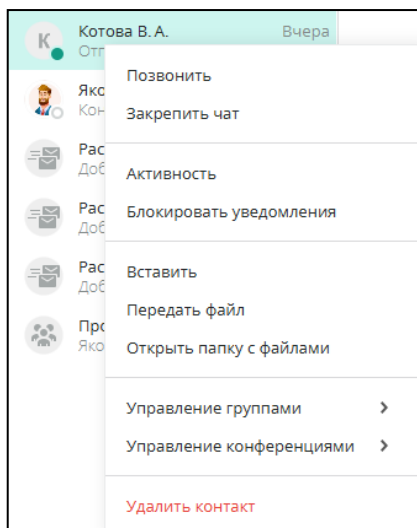 К
Котова В. А.
Вчера
Позвонить
Закрепить чат
Активность
Блокировать уведомления
Вставить
Передать файл
Открыть папку с файлами
Управление группами
Управление конференциями
Удалить контакт